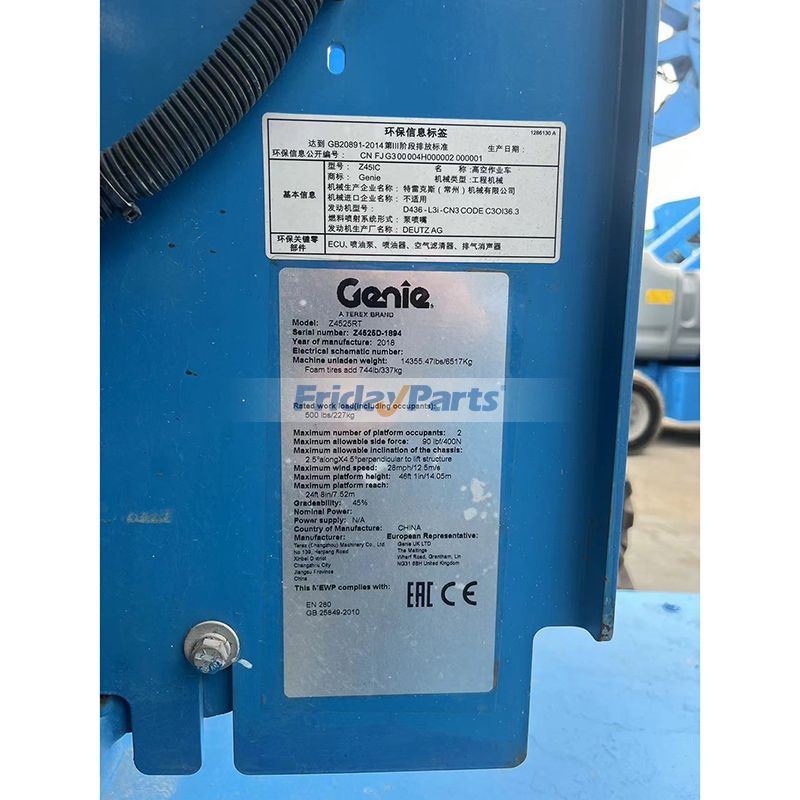 环保信息标签
1286130 A
达到 GB20891-2014第III阶段排放标准
生产日期：
环保信息公开编号： CN FJ G3 00 004H000002 000001
基本信息
型号： Z45IC
名称：高空作业车
商标： Genie
机械类型：工程机械
机械生产企业名称：特雷克斯（常州）机械有限公司
机械进口企业名称：不适用
发动机型号： D436-L3i-CN3 CODE C3OI36.3
燃料喷射系统形式：泵喷嘴
发动机生产厂名称：DEUTZ AG
环保关键零部件
ECU、喷油泵、喷油器、空气滤清器、排气消声器
Genie
A TEREX BRAND
Model: Z4525RT
Serial number: Z4525D-1894
Year of manufacture: 2018
Electrical schematic number:
Machine unladen weight: 14355.47lbs/6517Kg
Foam tires add 744lb/337kg
FridayParts
Rated work load(including occupants):
500 lbs/227kg
Maximum number of platform occupants: 2
Maximum allowable side force: 90 lbf/400N
Maximum allowable inclination of the chassis:
2.5°alongX4.5°perpendicular to lift structure
Maximum wind speed: 28mph/12.5m/s
Maximum platform height: 46ft 1in/14.05m
Maximum platform reach:
24ft 8in/7.52m
Gradeability: 45%
Nominal Power:
Power supply: N/A
Country of Manufacture: CHINA
Manufacturer:
Terex (Changzhou) Machinery Co., Ltd.
No 139, Hanjiang Road
Xinbei District
Changzhou City
Jiangsu Province
China
European Representative:
Genie UK LTD
The Maltings
Wharf Road, Grantham, Lin
NG31 6BH United Kingdom
This MEWP complies with:
EAC CE
EN 280
GB 25849-2010